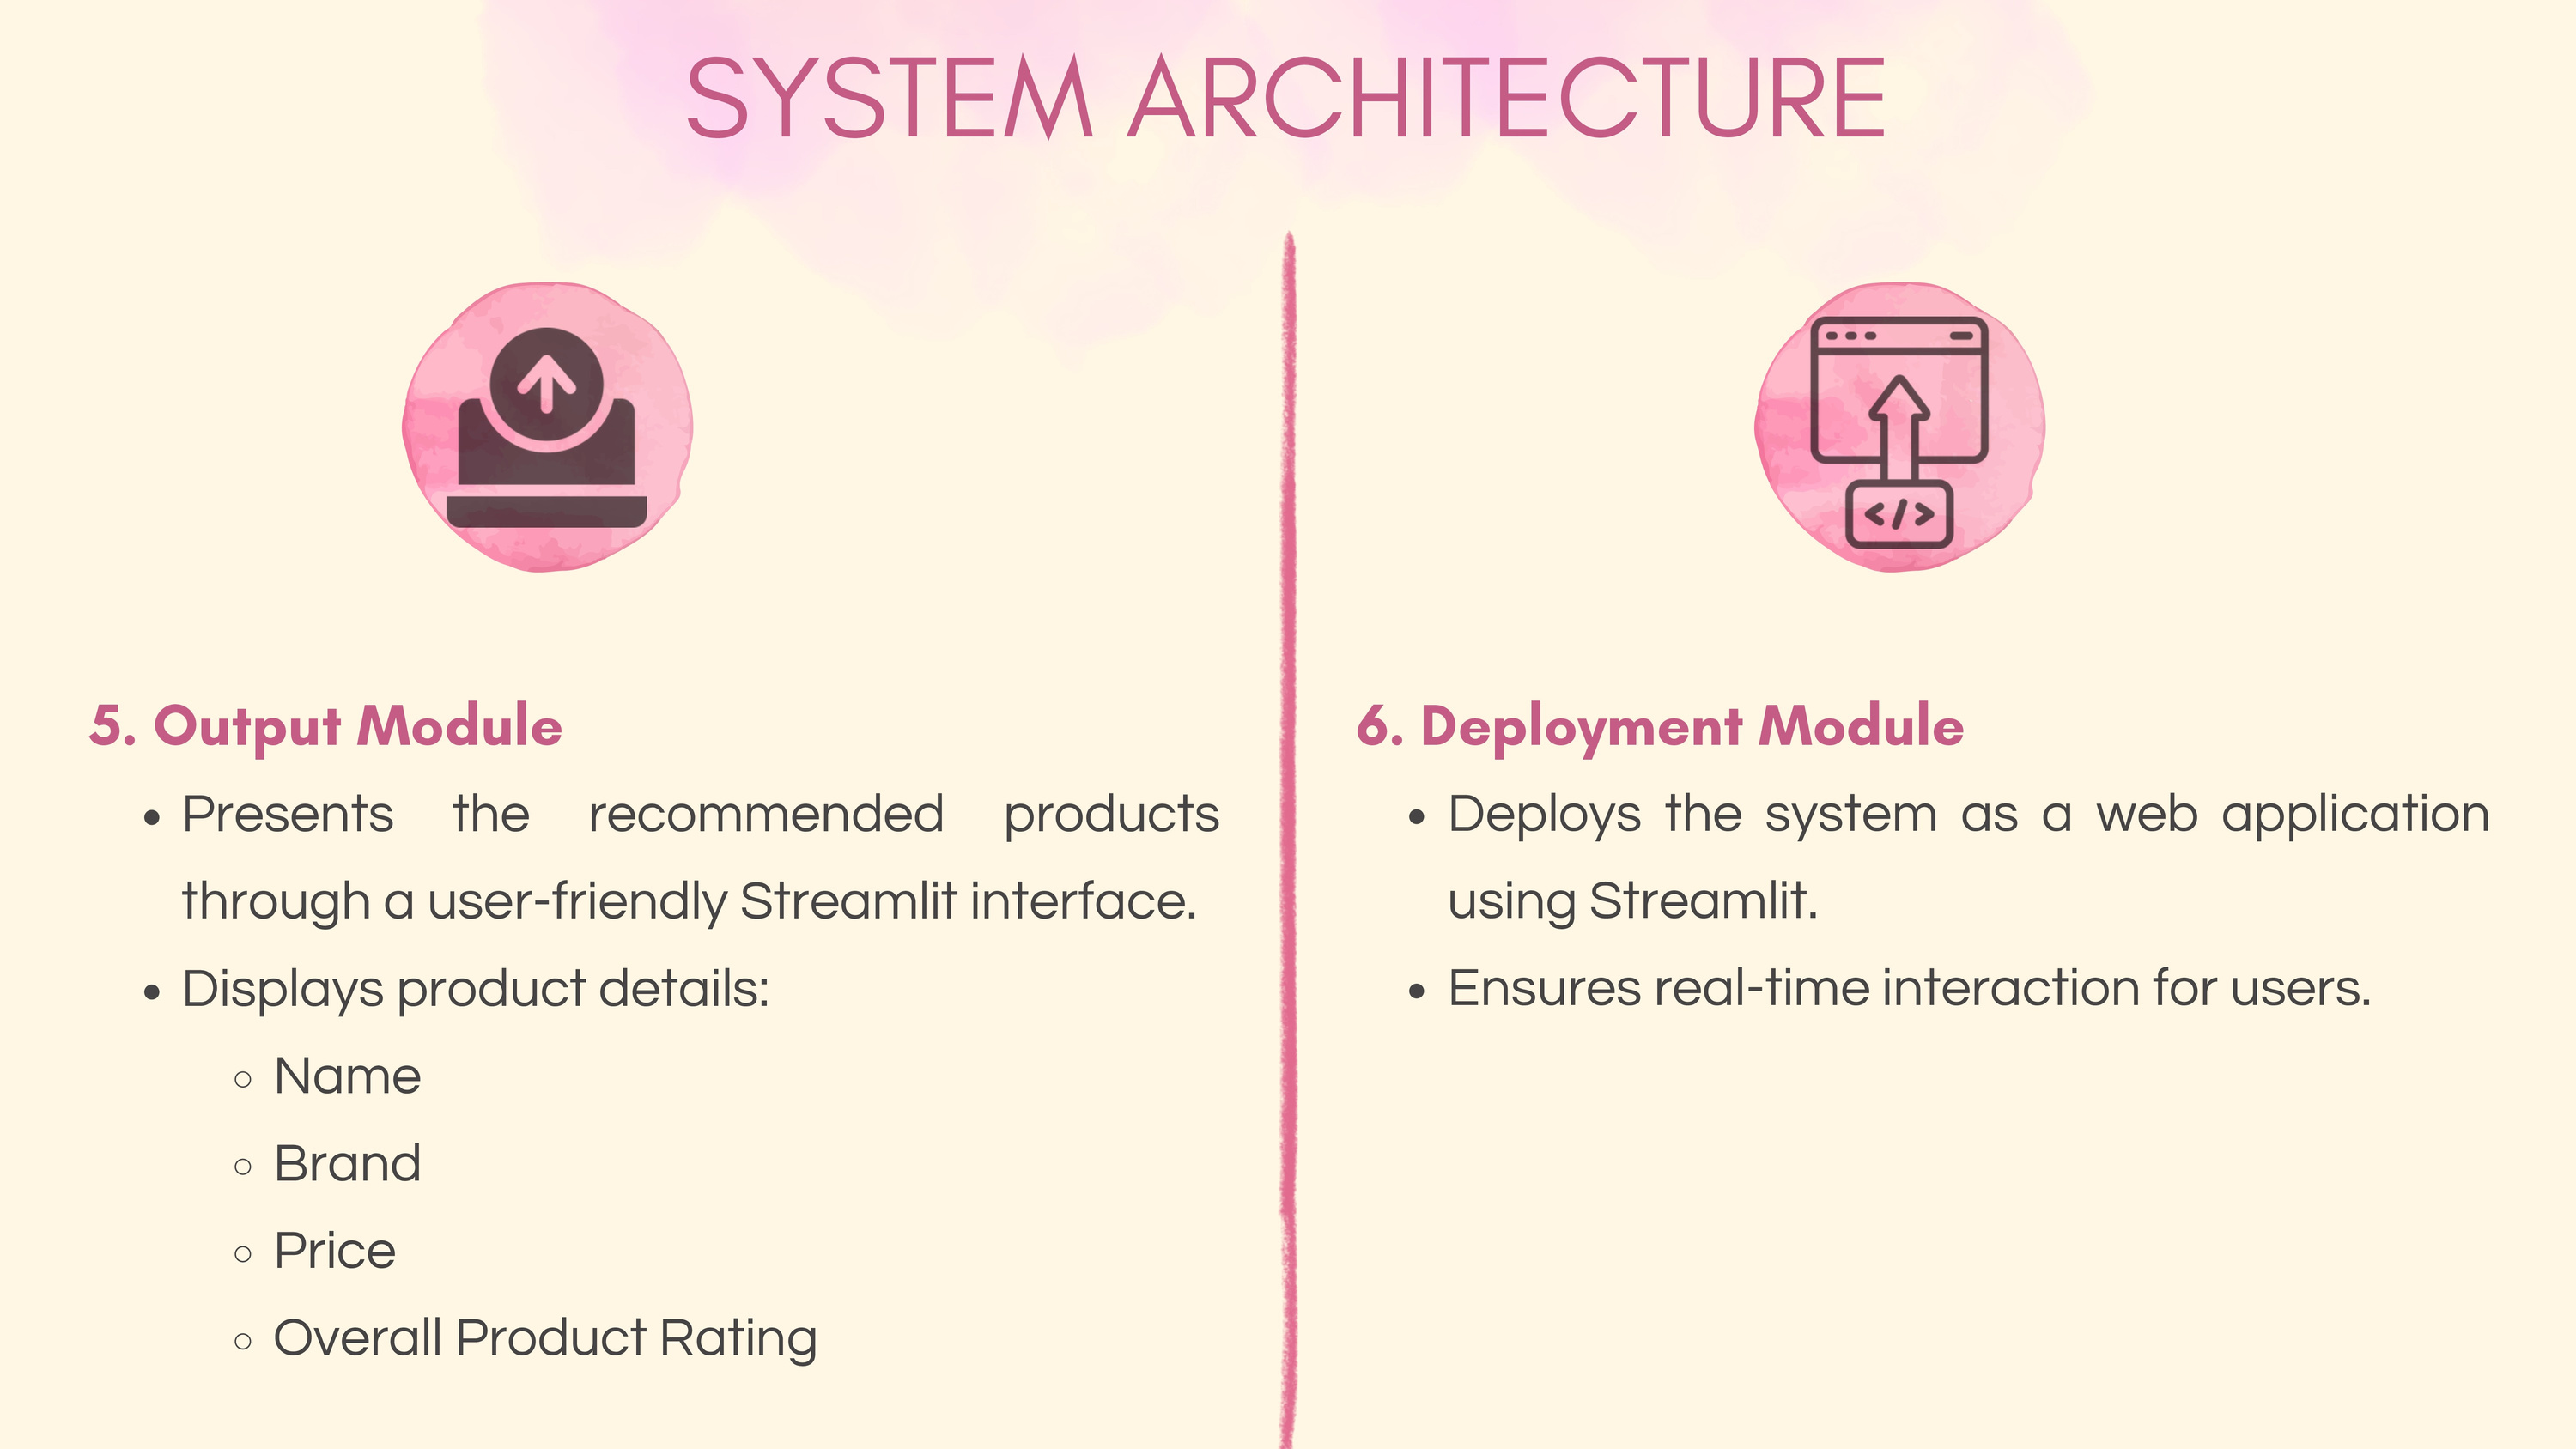 SYSTEM ARCHITECTURE
</>
5. Output Module
• Presents the recommended products
through a user-friendly Streamlit interface.
• Displays product details:
○ Name
○ Brand
○ Price
○ Overall Product Rating
6. Deployment Module
• Deploys the system as a web application
using Streamlit.
• Ensures real-time interaction for users.